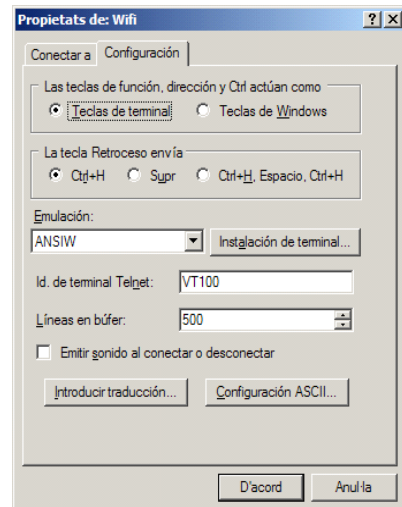 Propietats de: Wifi
Conectar a Configuración
Las teclas de función, dirección y Ctrl actúan como
Teclas de terminal Teclas de Windows
La tecla Retroceso envía
Ctrl+H Supr Ctrl+H, Espacio, Ctrl+H
Emulación:
ANSIW Instalación de terminal...
Id. de terminal Telnet: VT100
Líneas en búfer: 500
Emitir sonido al conectar o desconectar
Introducir traducción... Configuración ASCII...
D'acord Anul·la